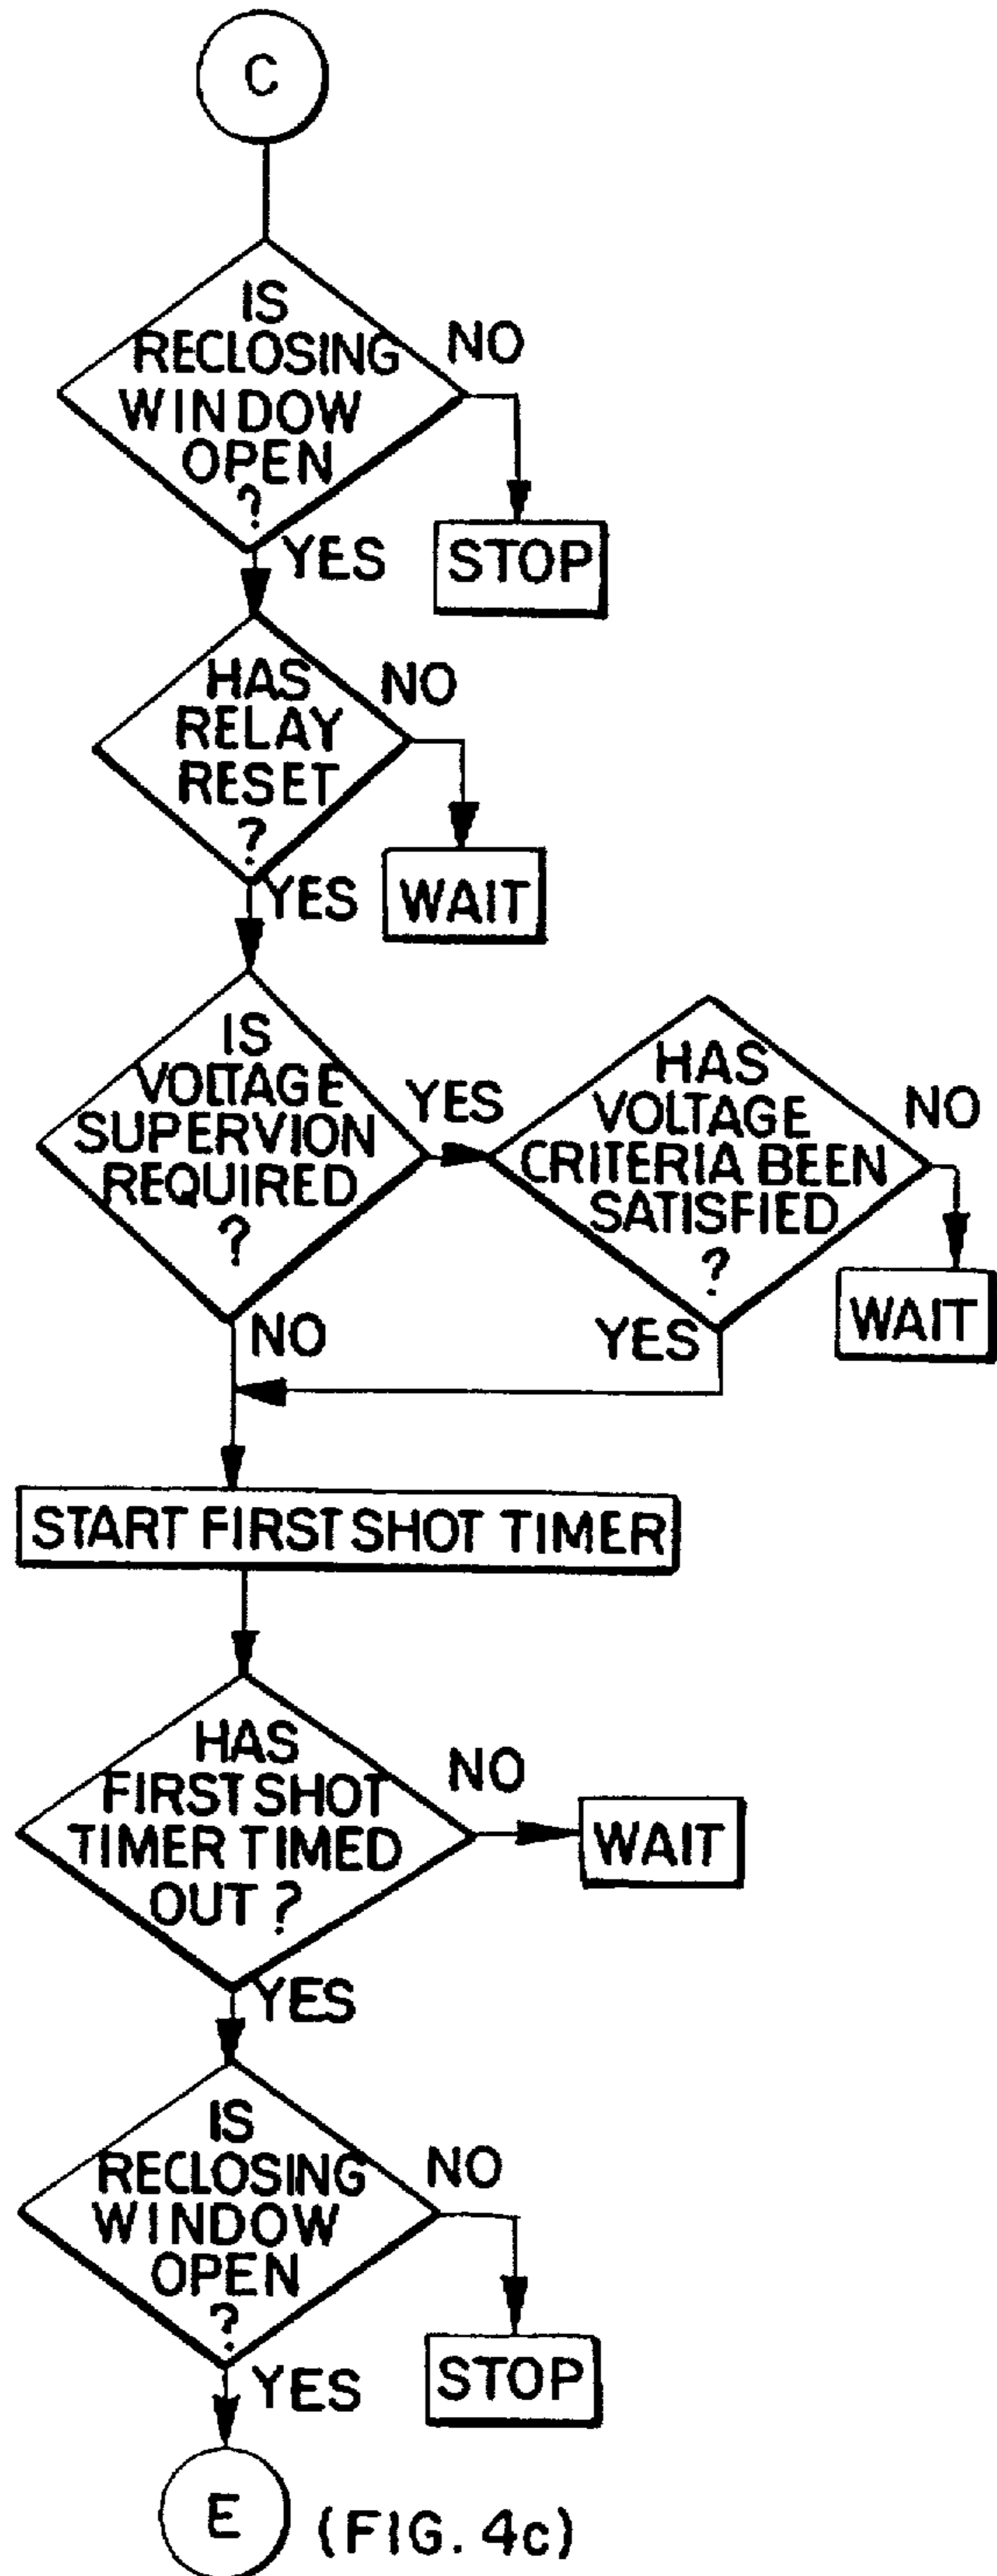 C
IS
RECLOSING
WINDOW
OPEN
?
NO
STOP
YES
HAS
RELAY
RESET
?
NO
WAIT
YES
IS
VOLTAGE
SUPERVION
REQUIRED
?
YES
HAS
VOLTAGE
CRITERIA BEEN
SATISFIED
?
NO
WAIT
YES
NO
START FIRST SHOT TIMER
HAS
FIRST SHOT
TIMER TIMED
OUT ?
NO
WAIT
YES
IS
RECLOSING
WINDOW
OPEN
?
NO
STOP
YES
E
(FIG. 4c)